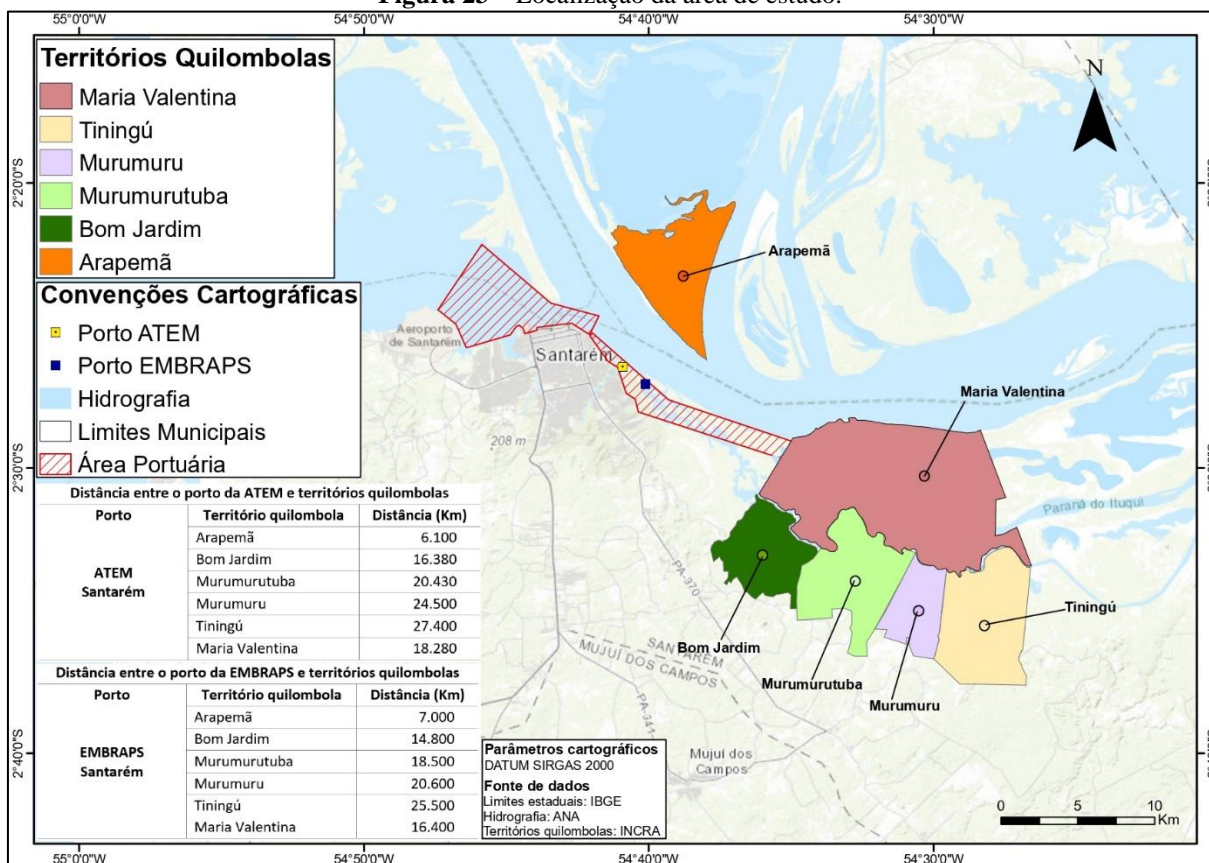 Figura 25 - Localização da área de estudo.
55°0'0"W
54°50'0"W
54°40'0"W
54°30'0"W
Territórios Quilombolas
Maria Valentina
Tiningú
Murumuru
Murumurutuba
Bom Jardim
Arapemã
Convenções Cartográficas
Porto ATEM
Porto EMBRAPS
Hidrografia
Limites Municipais
Área Portuária
N
2°20'0"S
2°30'0"S
2°40'0"S
Arapemã
Aeroporto
de Santarém
Santarém
Maria Valentina
208 m
Paraná do Ituqui
PA-370
Bom Jardim
Tiningú
SANTARÉM
MUJUÍ DOS CAMPOS
Murumurutuba
Murumuru
PA-341
Mujuí dos
Campos
Distância entre o porto da ATEM e territórios quilombolas
Porto Território quilombola Distância (Km)
ATEM
Santarém
Arapemã 6.100
Bom Jardim 16.380
Murumurutuba 20.430
Murumuru 24.500
Tiningú 27.400
Maria Valentina 18.280
Distância entre o porto da EMBRAPS e territórios quilombolas
Porto Território quilombola Distância (Km)
EMBRAPS
Santarém
Arapemã 7.000
Bom Jardim 14.800
Murumurutuba 18.500
Murumuru 20.600
Tiningú 25.500
Maria Valentina 16.400
Parâmetros cartográficos
DATUM SIRGAS 2000
Fonte de dados
Limites estaduais: IBGE
Hidrografia: ANA
Territórios quilombolas: INCRA
0 5 10
Km
55°0'0"W
54°50'0"W
54°40'0"W
54°30'0"W